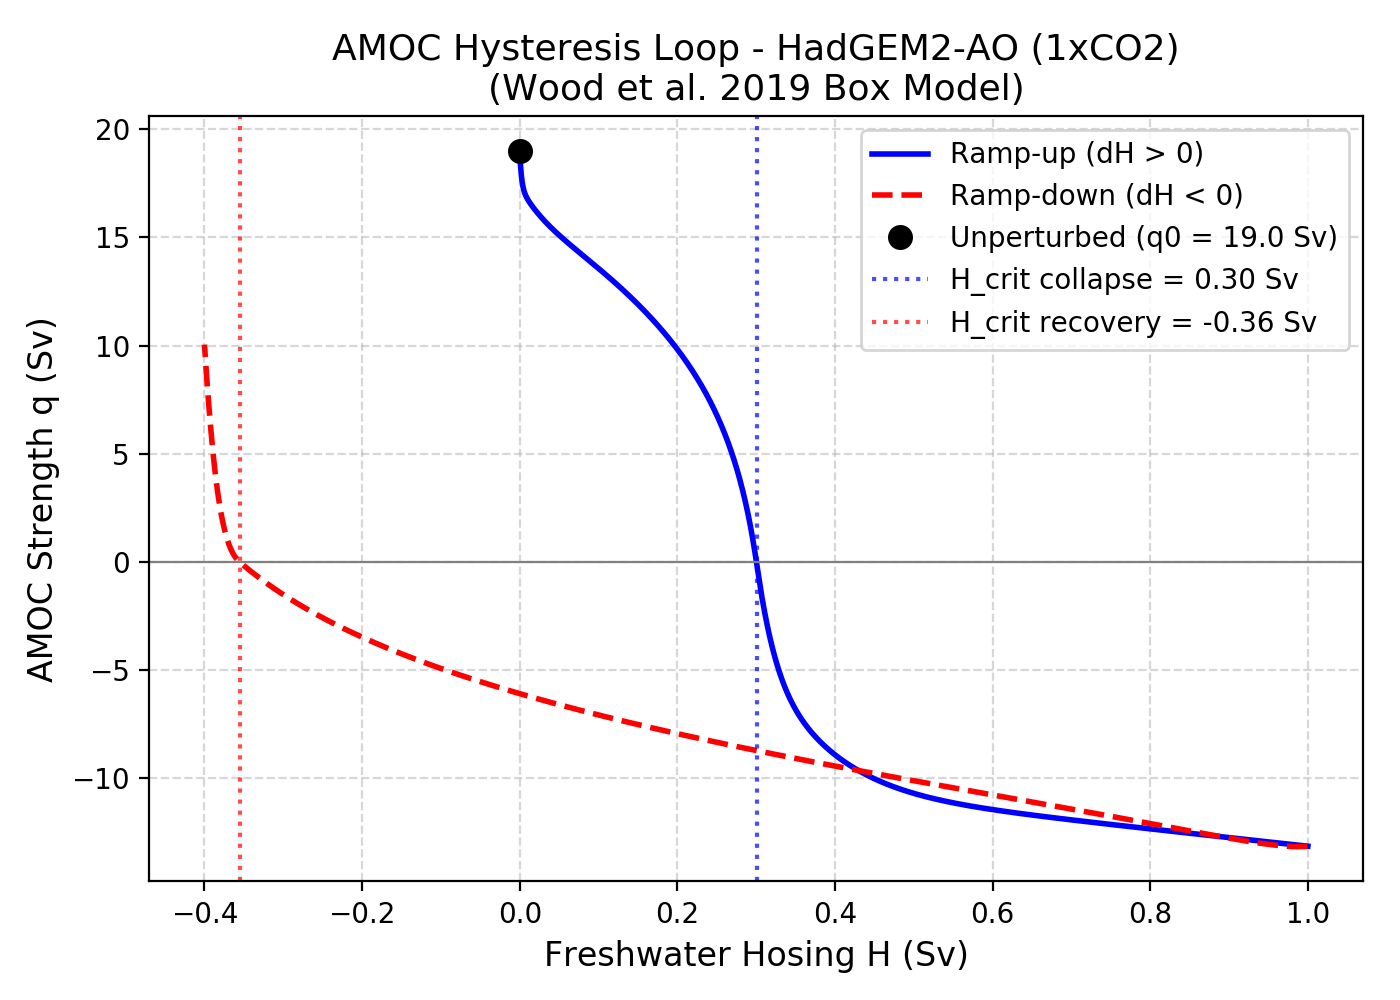 AMOC Hysteresis Loop - HadGEM2-AO (1xCO2)
(Wood et al. 2019 Box Model)
Ramp-up (dH > 0)
Ramp-down (dH < 0)
Unperturbed (q0 = 19.0 Sv)
H_crit collapse = 0.30 Sv
H_crit recovery = -0.36 Sv
AMOC Strength q (Sv)
20
15
10
5
0
−5
−10
−0.4
−0.2
0.0
0.2
0.4
0.6
0.8
1.0
Freshwater Hosing H (Sv)